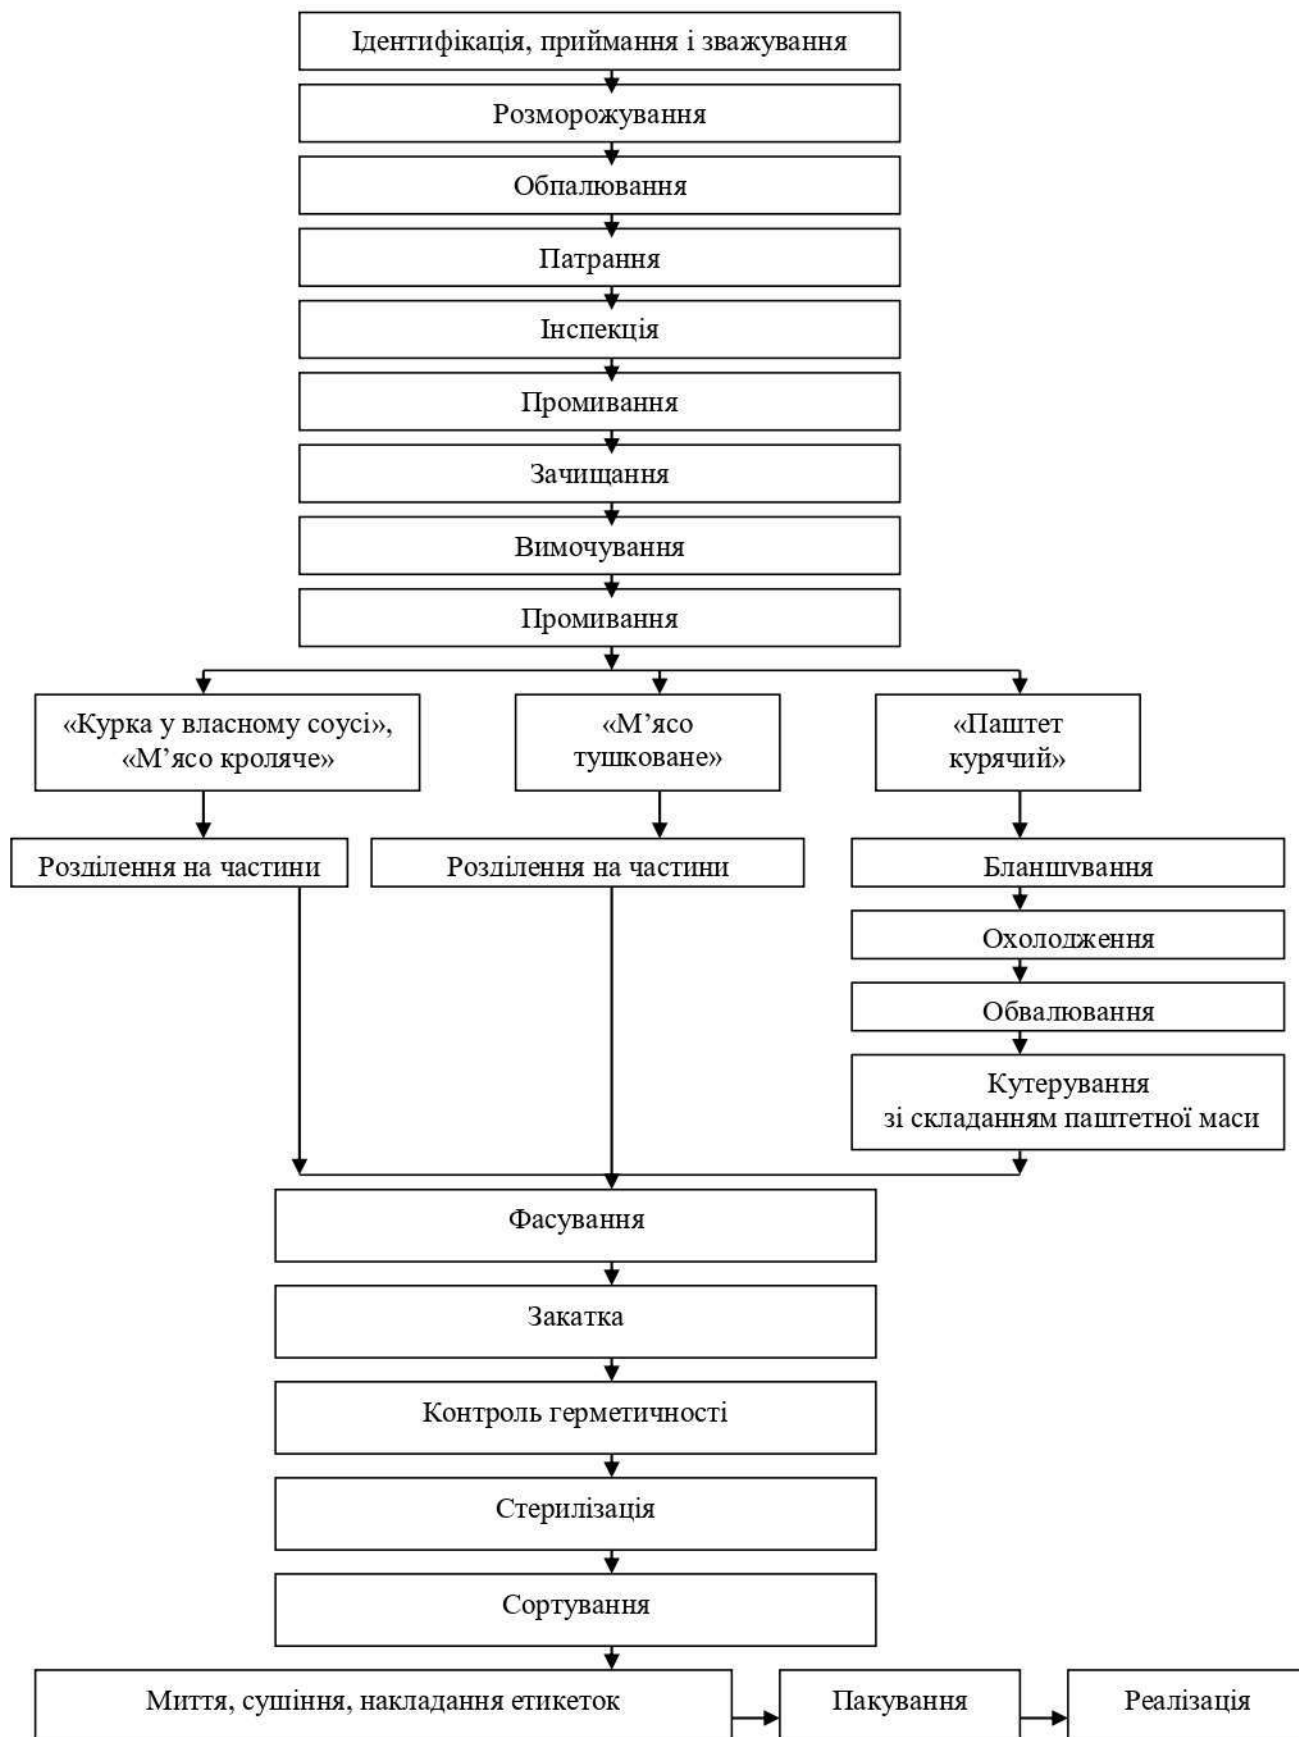 Ідентифікація, приймання і зважування
Розморожування
Обпалювання
Патрання
Інспекція
Промивання
Зачищання
Вимочування
Промивання
«Курка у власному соусі»,
«М’ясо кроляче»
«М’ясо
тушковане»
«Паштет
курячий»
Розділення на частини
Розділення на частини
Бланшування
Охолодження
Обвалювання
Кутерування
зі складанням паштетної маси
Фасування
Закатка
Контроль герметичності
Стерилізація
Сортування
Миття, сушіння, накладання етикеток
Пакування
Реалізація